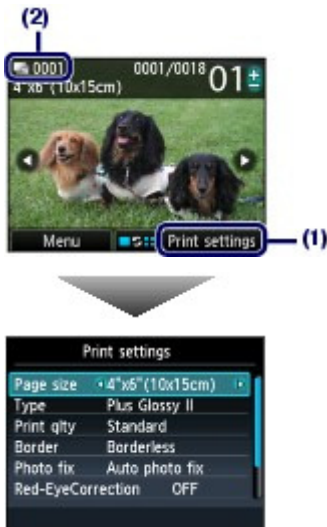 (2)
0001 0001/0018 01 ±
4"x6"(10x15cm)
Menu Print settings (1)
Print settings
Page size 4"x6"(10x15cm)
Type Plus Glossy II
Print qlty Standard
Border Borderless
Photo fix Auto photo fix
Red-EyeCorrection OFF